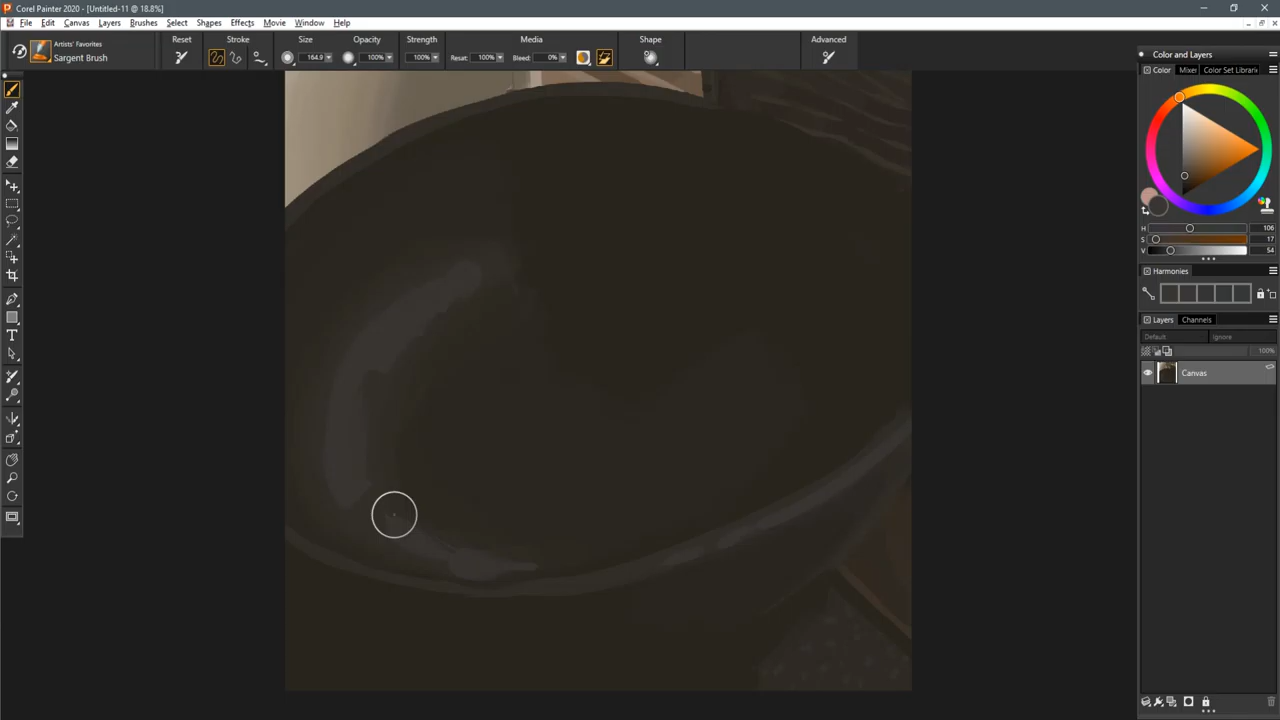 Corel Painter 2020 - [Untitled-11 @ 18.8%]
File Edit Canvas Layers Brushes Select Shapes Effects Movie Window Help
Artists' Favorites
Sargent Brush
Reset Stroke Size Opacity Strength Media Shape Advanced
164.9 100% 100% Resat: 100% Bleed: 0%
Color and Layers
Color Mixer Color Set Librari
H 106
S 17
V 54
Harmonies
Layers Channels
Default Ignore
100%
Canvas